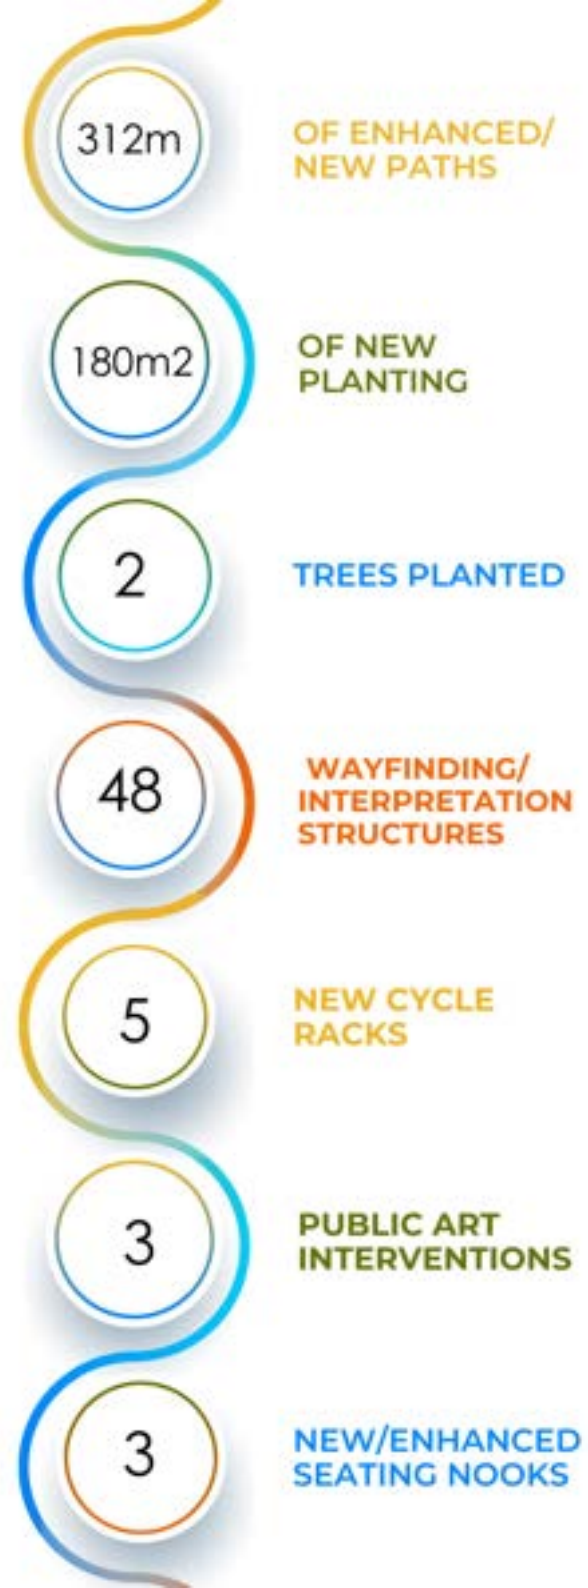 312m
OF ENHANCED/
NEW PATHS
180m2
OF NEW
PLANTING
2
TREES PLANTED
48
WAYFINDING/
INTERPRETATION
STRUCTURES
5
NEW CYCLE
RACKS
3
PUBLIC ART
INTERVENTIONS
3
NEW/ENHANCED
SEATING NOOKS